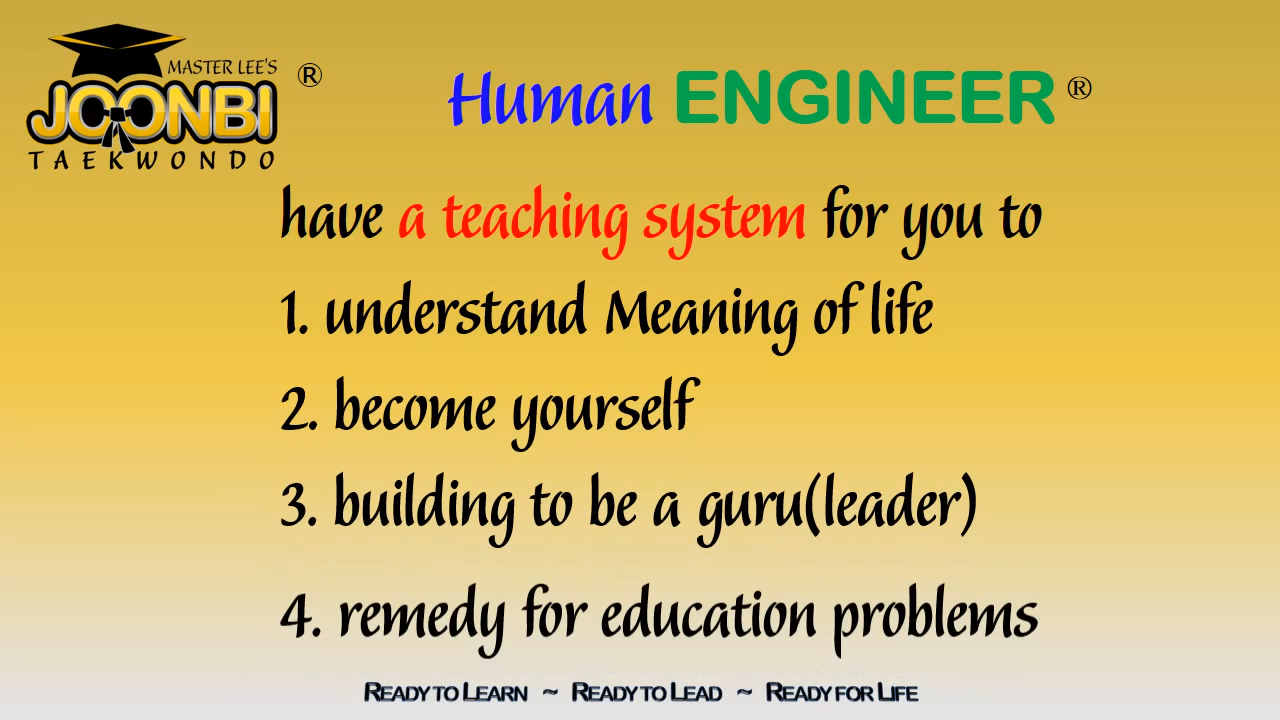 MASTER LEE'S ®
JOONBI
TAEKWONDO
Human ENGINEER ®
have a teaching system for you to
1. understand Meaning of life
2. become yourself
3. building to be a guru(leader)
4. remedy for education problems
READY TO LEARN ~ READY TO LEAD ~ READY FOR LIFE